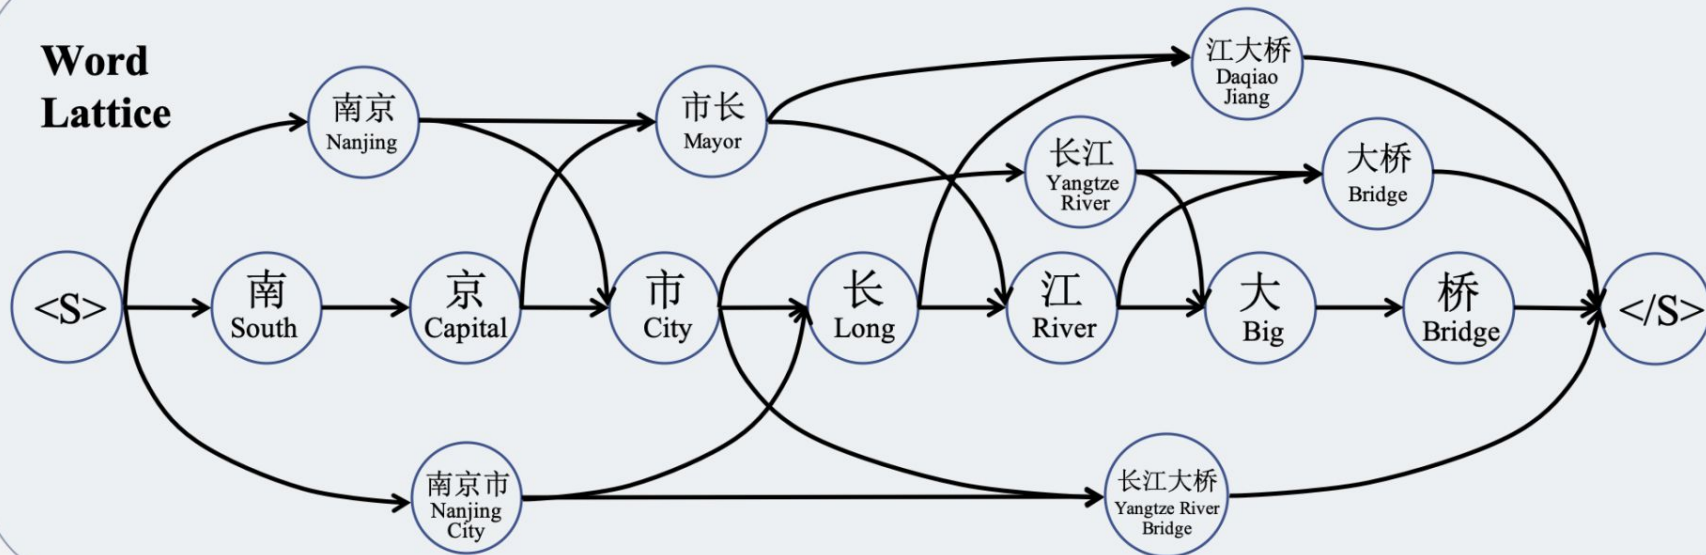 Word
Lattice
江大桥
Daqiao
Jiang
南京
Nanjing
市长
Mayor
长江
Yangtze
River
大桥
Bridge
<S>
南
South
京
Capital
市
City
长
Long
江
River
大
Big
桥
Bridge
</S>
南京市
Nanjing
City
长江大桥
Yangtze River
Bridge